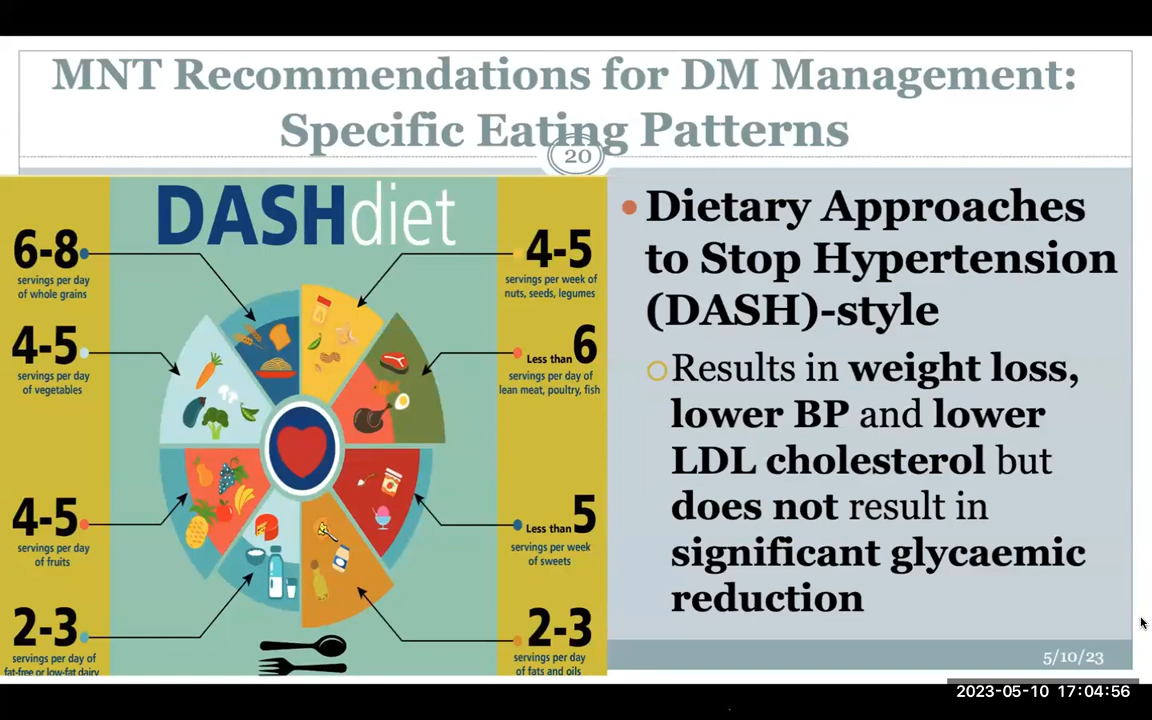 MNT Recommendations for DM Management:
Specific Eating Patterns
20
DASHdiet
6-8
servings per day
of whole grains
4-5
servings per day
of vegetables
4-5
servings per day
of fruits
2-3
servings per day of
fat-free or low-fat dairy
4-5
servings per week of
nuts, seeds, legumes
Less than 6
servings per day of
lean meat, poultry, fish
Less than 5
servings per week
of sweets
2-3
servings per day
of fats and oils
Dietary Approaches
to Stop Hypertension
(DASH)-style
Results in weight loss,
lower BP and lower
LDL cholesterol but
does not result in
significant glycaemic
reduction
5/10/23
2023-05-10 17:04:56